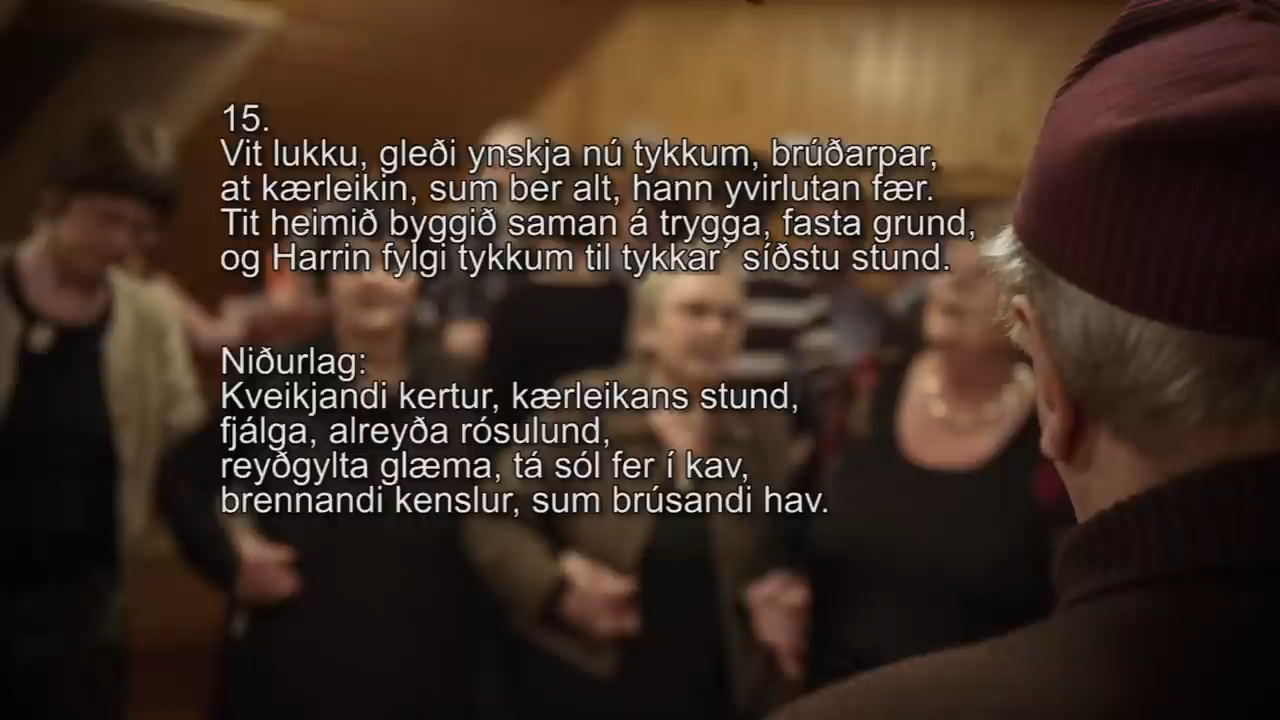 15.
Vit lukku, gleði ynskja nú tykkum, brúðarpar,
at kærleikin, sum ber alt, hann yvirlutan fær.
Tit heimið byggið saman á trygga, fasta grund,
og Harrin fylgi tykkum til tykkar´ síðstu stund.
Niðurlag:
Kveikjandi kertur, kærleikans stund,
fjálga, alreyða rósulund,
reyðgylta glæma, tá sól fer í kav,
brennandi kenslur, sum brúsandi hav.